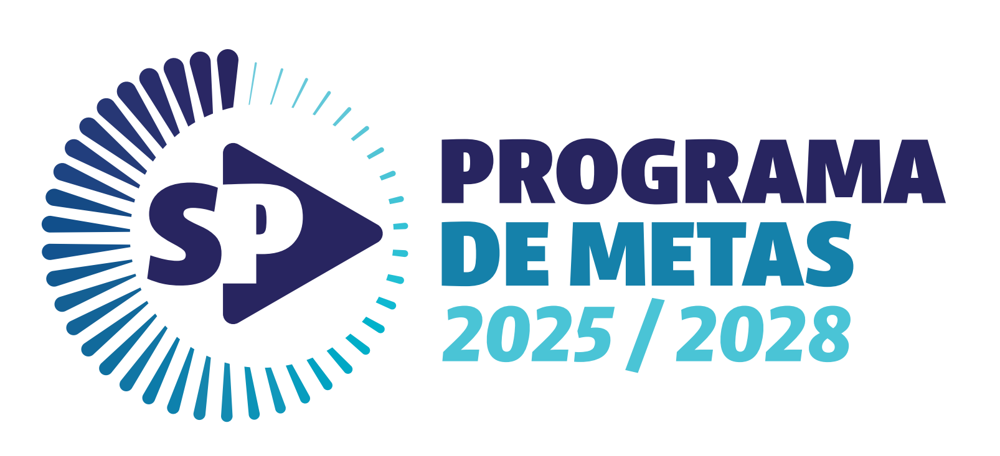 SP
PROGRAMA
DE METAS
2025 / 2028